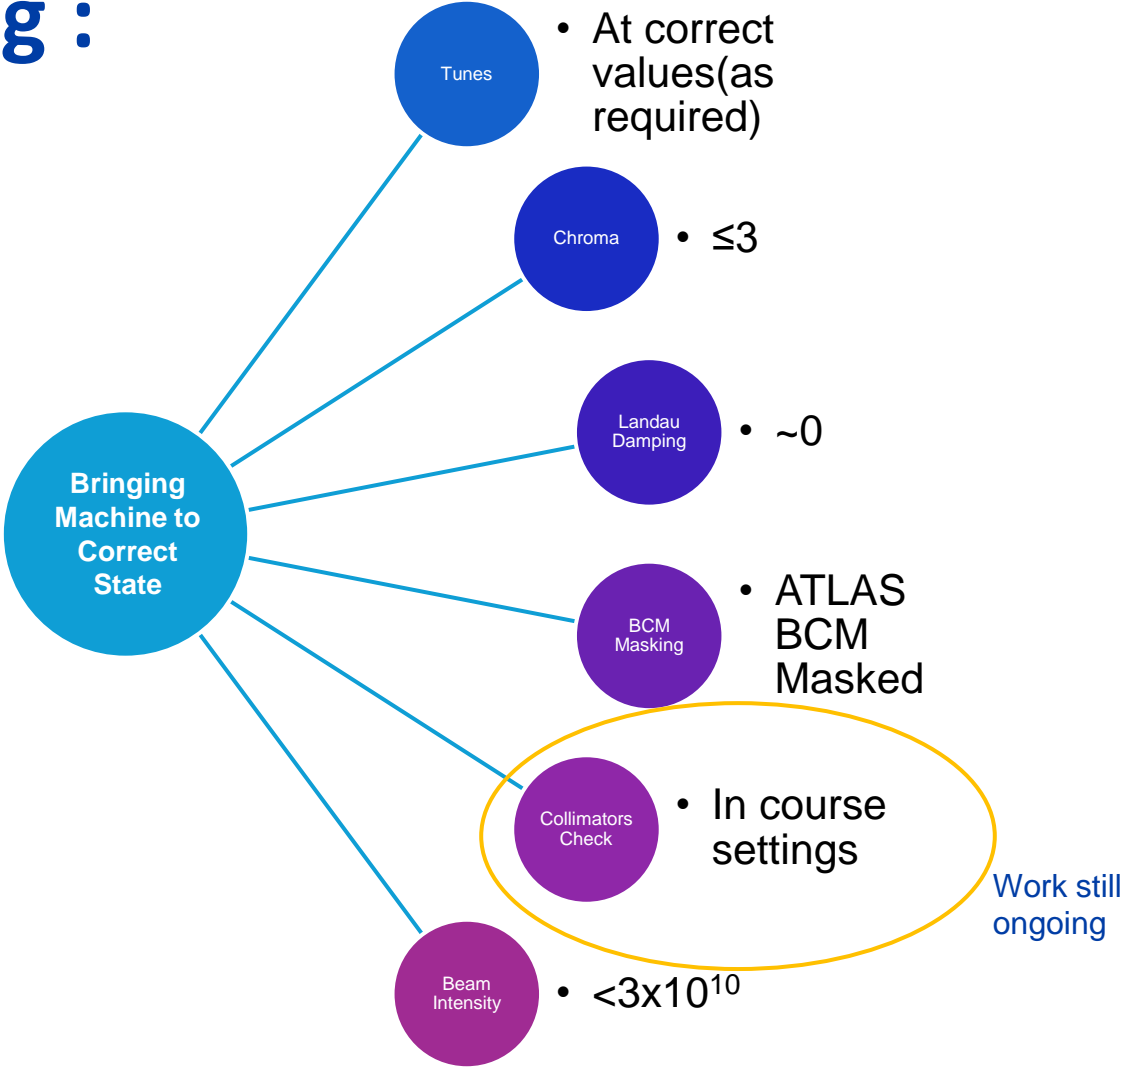 g :
Tunes
• At correct
values(as
required)
Chroma
• ≤3
Landau
Damping
• ~0
Bringing
Machine to
Correct
State
BCM
Masking
• ATLAS
BCM
Masked
Collimators
Check
• In course
settings
Work still
ongoing
Beam
Intensity
• <3x10¹⁰